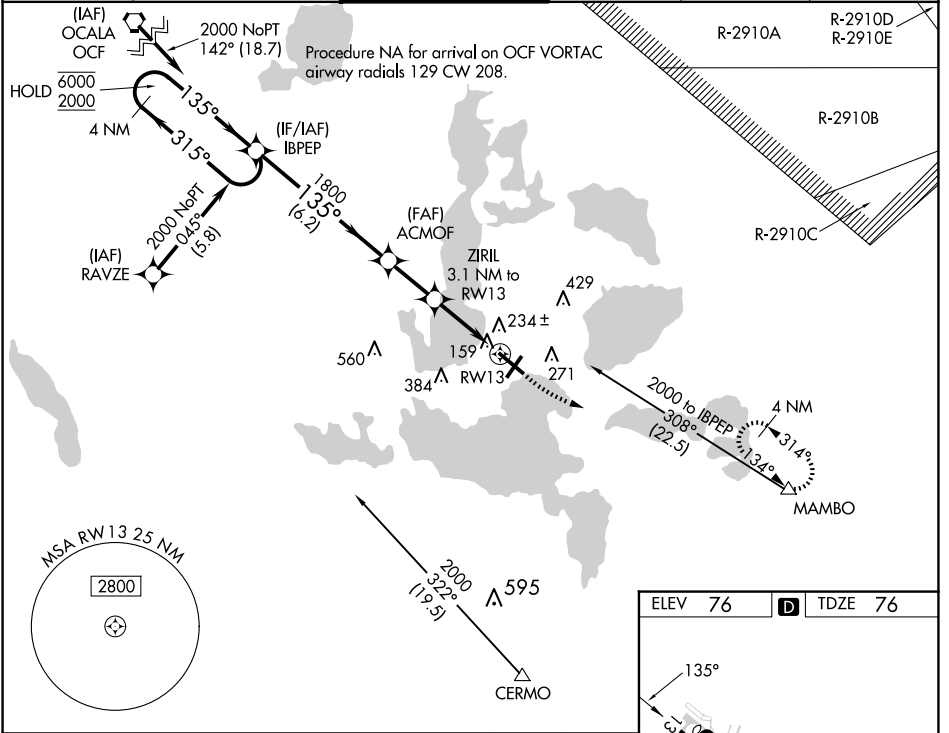 (IAF)
OCALA
OCF
2000 NoPT
142° (18.7)
Procedure NA for arrival on OCF VORTAC
airway radials 129 CW 208.
R-2910A
R-2910D
R-2910E
HOLD 6000
2000
4 NM
135°
315°
(IF/IAF)
IBPEP
R-2910B
1800
135°
(6.2)
2000 NoPT
045°
(5.8)
(IAF)
RAVZE
(FAF)
ACMOF
R-2910C
ZIRIL
3.1 NM to
RW13
429
234 ±
159
560
384
RW13
271
2000 to IBPEP
308°
(22.5)
4 NM
314°
134°
MAMBO
MSA RW13 25 NM
2800
2000
322°
(19.5)
595
CERMO
ELEV 76 D TDZE 76
135°